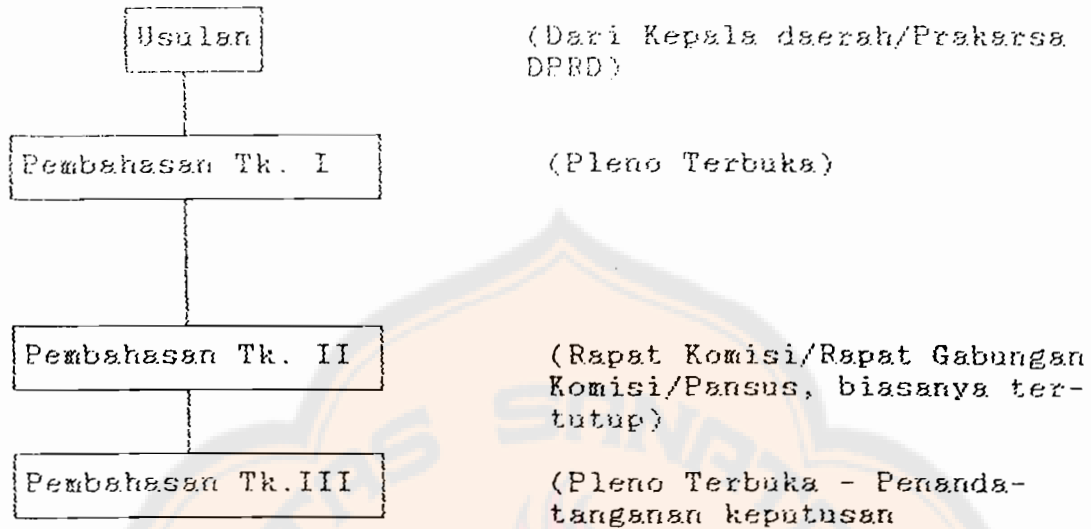 Usulan (Dari Kepala daerah/Prakarsa
DPRD)
Pembahasan Tk. I (Pleno Terbuka)
Pembahasan Tk. II (Rapat Komisi/Rapat Gabungan
Komisi/Pansus, biasanya ter-
tutup)
Pembahasan Tk.III (Pleno Terbuka - Penanda-
tanganan keputusan